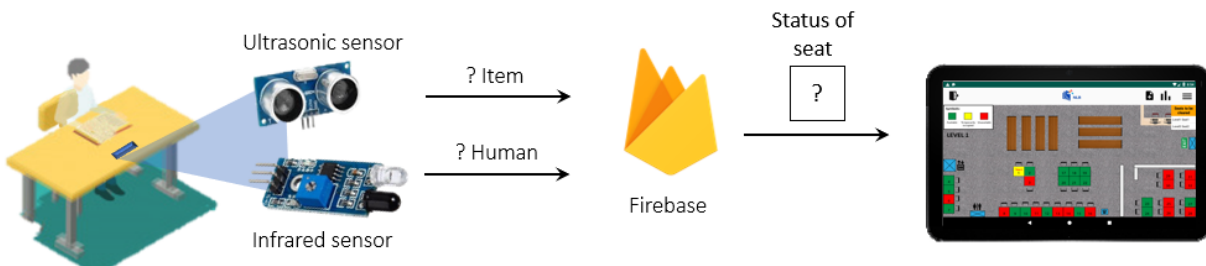 Ultrasonic sensor
? Item
? Human
Infrared sensor
Firebase
Status of
seat
?
LEVEL 1